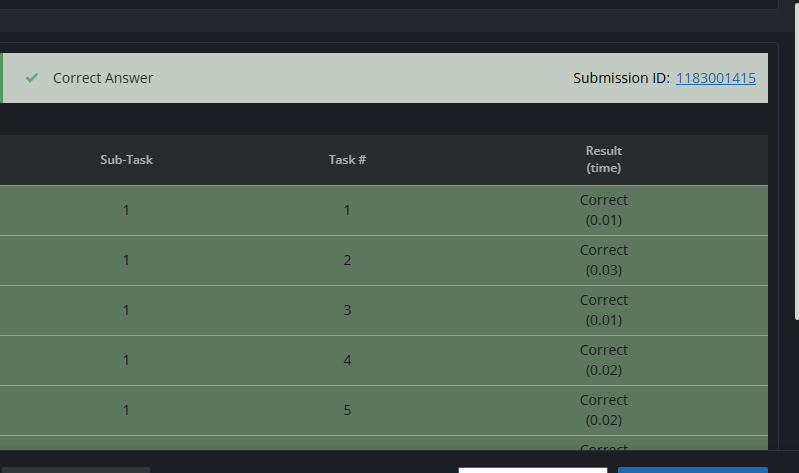 Correct Answer Submission ID: 1183001415
Sub-Task Task # Result
(time)
1 1 Correct
(0.01)
1 2 Correct
(0.03)
1 3 Correct
(0.01)
1 4 Correct
(0.02)
1 5 Correct
(0.02)
Correct